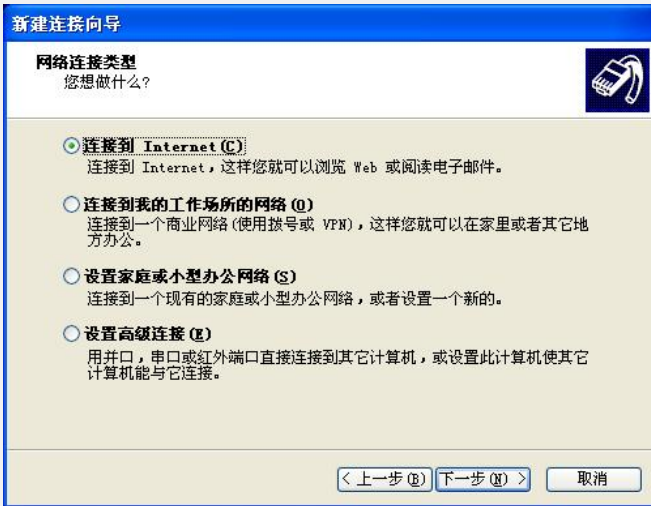 新建连接向导
网络连接类型
您想做什么?
连接到 Internet(C)
连接到 Internet，这样您就可以浏览 Web 或阅读电子邮件。
连接到我的工作场所的网络(O)
连接到一个商业网络(使用拨号或 VPN)，这样您就可以在家里或者其它地
方办公。
设置家庭或小型办公网络(S)
连接到一个现有的家庭或小型办公网络，或者设置一个新的。
设置高级连接(E)
用并口，串口或红外端口直接连接到其它计算机，或设置此计算机使其它
计算机能与它连接。
< 上一步(B) 下一步(N) > 取消